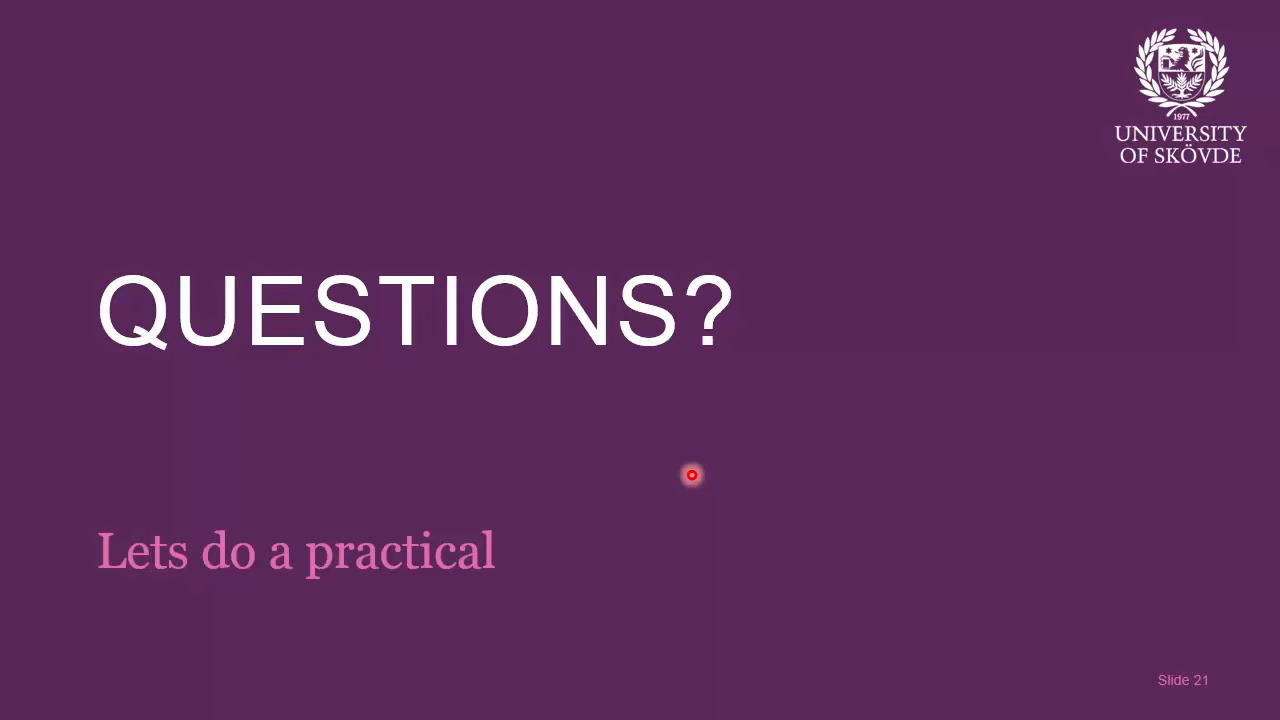 1977
UNIVERSITY
OF SKÖVDE
QUESTIONS?
Lets do a practical
Slide 21